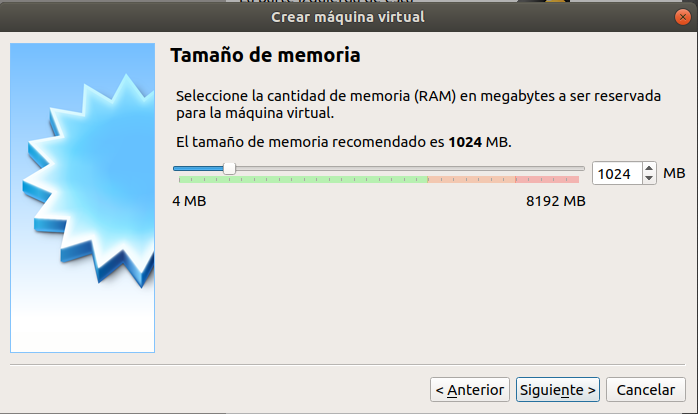 Crear máquina virtual
Tamaño de memoria
Seleccione la cantidad de memoria (RAM) en megabytes a ser reservada
para la máquina virtual.
El tamaño de memoria recomendado es 1024 MB.
1024 MB
4 MB 8192 MB
< Anterior Siguiente > Cancelar